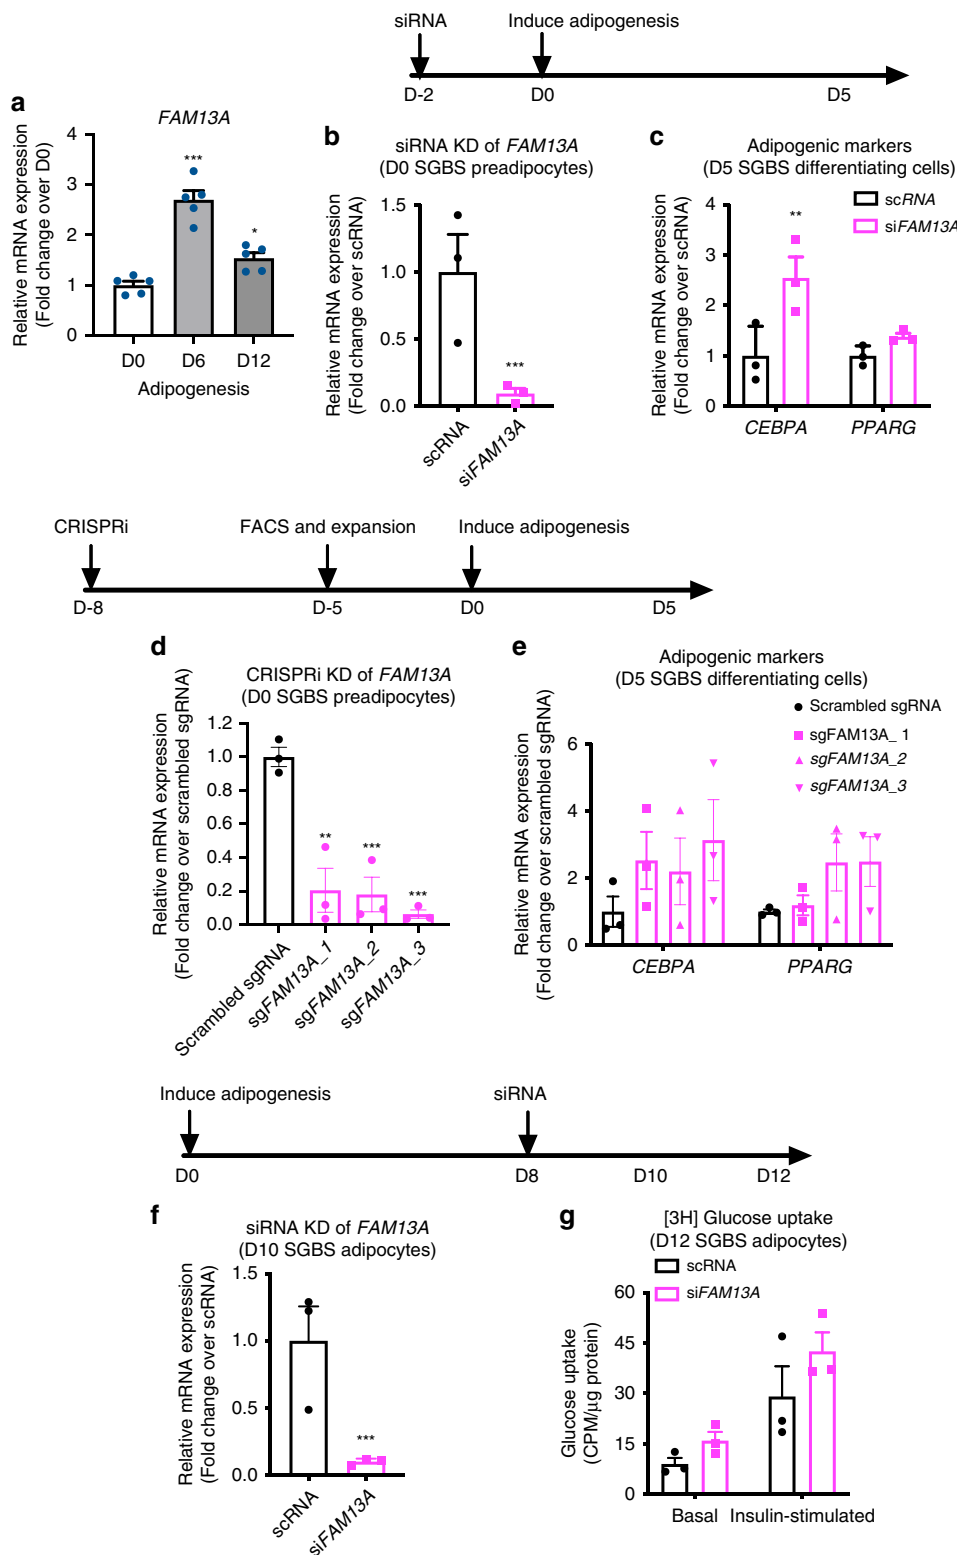 siRNA
Induce adipogenesis
D-2
D0
D5
a
FAM13A
Relative mRNA expression
(Fold change over D0)
4
3
2
1
0
***
*
D0
D6
D12
Adipogenesis
b
siRNA KD of FAM13A
(D0 SGBS preadipocytes)
Relative mRNA expression
(Fold change over scRNA)
1.5
1.0
0.5
0.0
***
scRNA
siFAM13A
c
Adipogenic markers
(D5 SGBS differentiating cells)
scRNA
siFAM13A
Relative mRNA expression
(Fold change over scRNA)
4
3
2
1
0
**
CEBPA
PPARG
CRISPRi
FACS and expansion
Induce adipogenesis
D-8
D-5
D0
D5
d
CRISPRi KD of FAM13A
(D0 SGBS preadipocytes)
Relative mRNA expression
(Fold change over scrambled sgRNA)
1.2
1.0
0.8
0.6
0.4
0.2
0.0
**
***
***
Scrambled sgRNA
sgFAM13A_1
sgFAM13A_2
sgFAM13A_3
e
Adipogenic markers
(D5 SGBS differentiating cells)
Scrambled sgRNA
sgFAM13A_ 1
sgFAM13A_2
sgFAM13A_3
Relative mRNA expression
(Fold change over scrambled sgRNA)
6
4
2
0
CEBPA
PPARG
Induce adipogenesis
siRNA
D0
D8
D10
D12
f
siRNA KD of FAM13A
(D10 SGBS adipocytes)
Relative mRNA expression
(Fold change over scRNA)
1.5
1.0
0.5
0.0
***
scRNA
siFAM13A
g
[3H] Glucose uptake
(D12 SGBS adipocytes)
scRNA
siFAM13A
Glucose uptake
(CPM/μg protein)
60
45
30
15
0
Basal
Insulin-stimulated